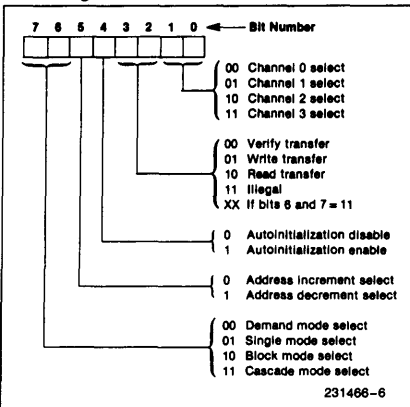 7 6 5 4 3 2 1 0 Bit Number
00 Channel 0 select
01 Channel 1 select
10 Channel 2 select
11 Channel 3 select
00 Verify transfer
01 Write transfer
10 Read transfer
11 Illegal
XX If bits 6 and 7 = 11
0 Autoinitialization disable
1 Autoinitialization enable
0 Address increment select
1 Address decrement select
00 Demand mode select
01 Single mode select
10 Block mode select
11 Cascade mode select
231466-6